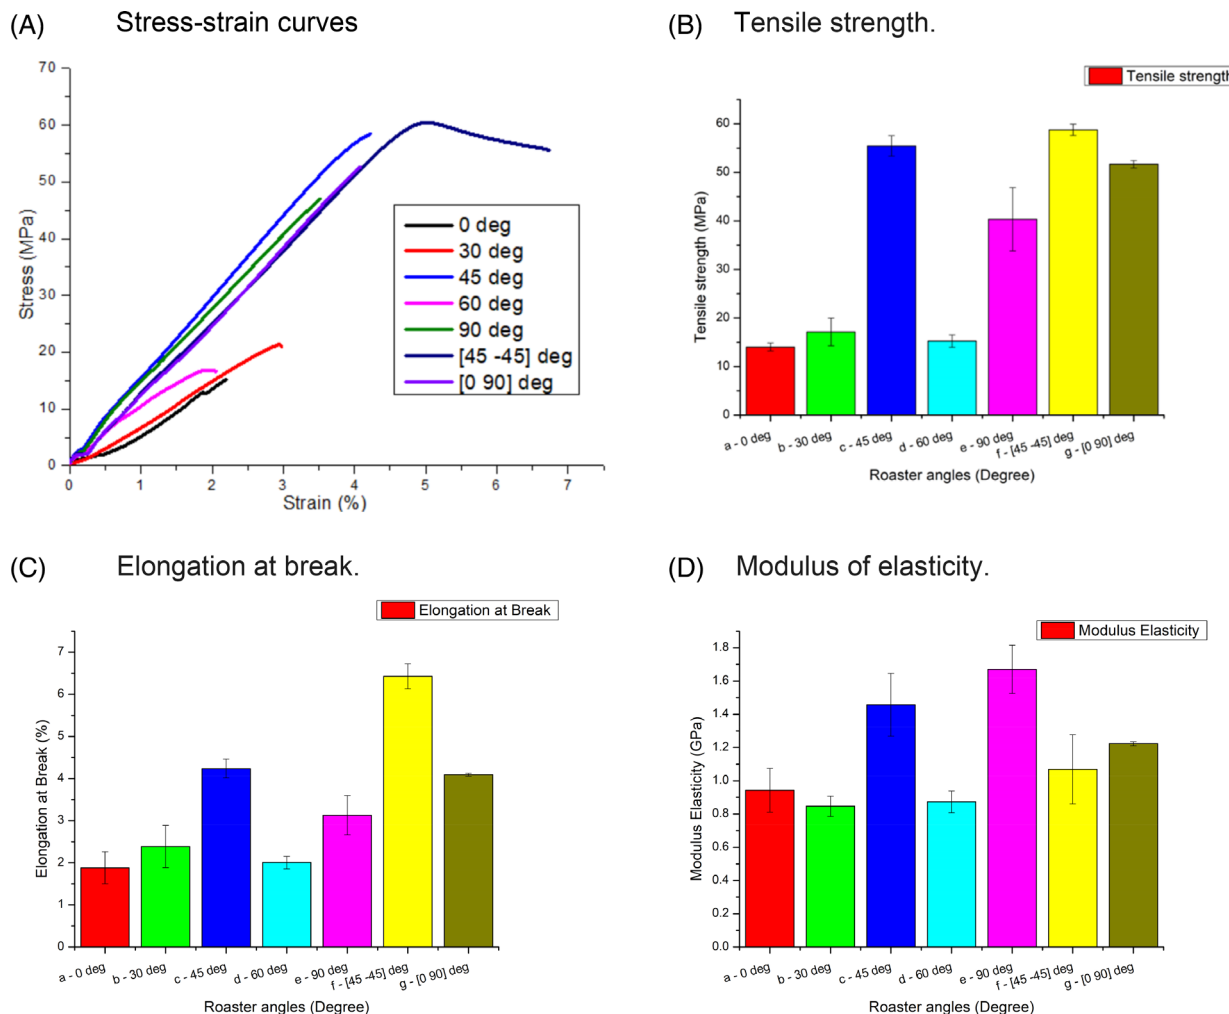 (A) Stress-strain curves
70
60
50
40
30
20
10
0
Stress (MPa)
0 1 2 3 4 5 6 7
Strain (%)
0 deg
30 deg
45 deg
60 deg
90 deg
[45 -45] deg
[0 90] deg
(B) Tensile strength.
Tensile strength
60
50
40
30
20
10
0
Tensile strength (MPa)
a - 0 deg
b - 30 deg
c - 45 deg
d - 60 deg
e - 90 deg
f - [45 -45] deg
g - [0 90] deg
Roaster angles (Degree)
(C) Elongation at break.
Elongation at Break
7
6
5
4
3
2
1
0
Elongation at Break (%)
a - 0 deg
b - 30 deg
c - 45 deg
d - 60 deg
e - 90 deg
f - [45 -45] deg
g - [0 90] deg
Roaster angles (Degree)
(D) Modulus of elasticity.
Modulus Elasticity
1.8
1.6
1.4
1.2
1.0
0.8
0.6
0.4
0.2
0.0
Modulus Elasticity (GPa)
a - 0 deg
b - 30 deg
c - 45 deg
d - 60 deg
e - 90 deg
f - [45 -45] deg
g - [0 90] deg
Roaster angles (Degree)